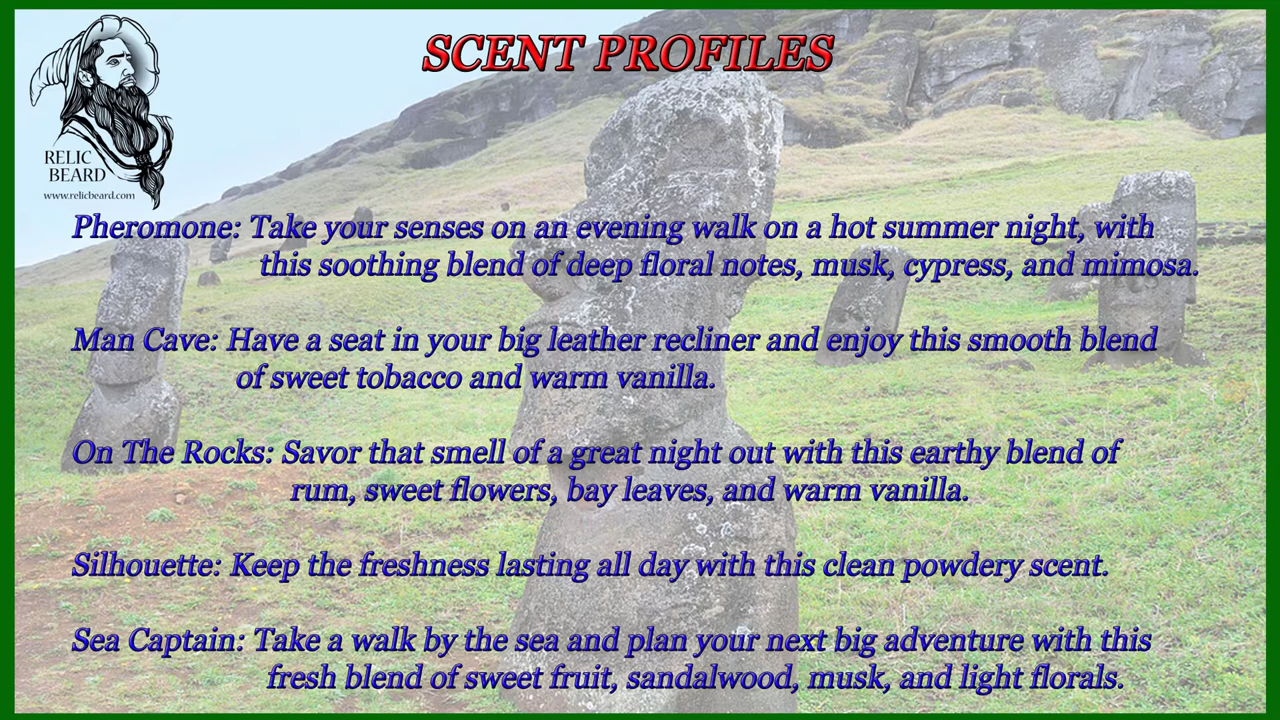 SCENT PROFILES
RELIC
BEARD
www.relicbeard.com
Pheromone: Take your senses on an evening walk on a hot summer night, with
this soothing blend of deep floral notes, musk, cypress, and mimosa.
Man Cave: Have a seat in your big leather recliner and enjoy this smooth blend
of sweet tobacco and warm vanilla.
On The Rocks: Savor that smell of a great night out with this earthy blend of
rum, sweet flowers, bay leaves, and warm vanilla.
Silhouette: Keep the freshness lasting all day with this clean powdery scent.
Sea Captain: Take a walk by the sea and plan your next big adventure with this
fresh blend of sweet fruit, sandalwood, musk, and light florals.